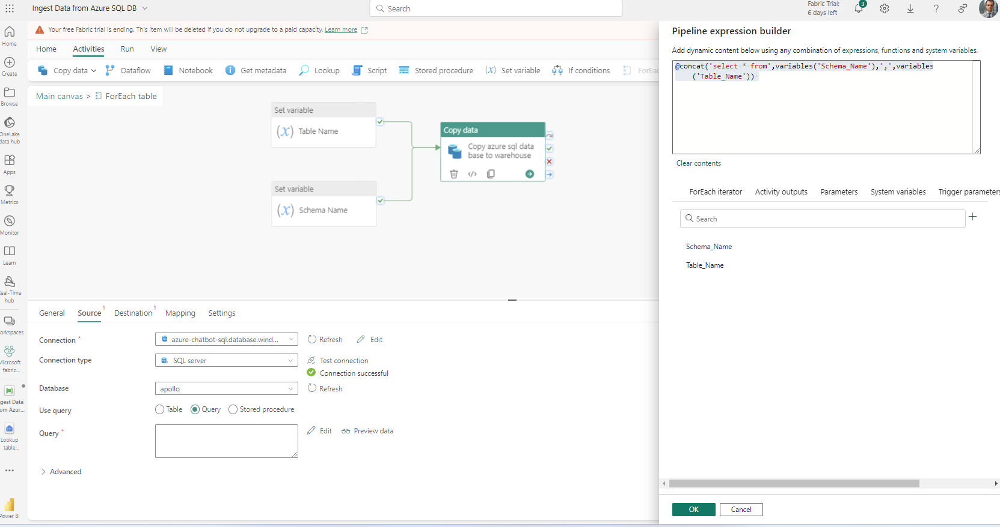 Ingest Data from Azure SQL DB
Search
Fabric Trial:
6 days left
3
Your free Fabric trial is ending. This item will be deleted if you do not upgrade to a paid capacity. Learn more
Home
Activities
Run
View
Copy data
Dataflow
Notebook
Get metadata
Lookup
Script
Stored procedure
(x) Set variable
If conditions
ForEac
Main canvas > ForEach table
Set variable
(x) Table Name
Set variable
(x) Schema Name
Copy data
Copy azure sql data
base to warehouse
Home
Create
Browse
OneLake
data hub
Apps
Metrics
Monitor
Learn
eal-Time
hub
orkspaces
Microsoft
fabric...
gest Data
om Azur...
Lookup
table...
Power BI
General
Source 1
Destination 1
Mapping
Settings
Connection *
azure-chatbot-sql.database.wind...
Refresh
Edit
Connection type
SQL server
Test connection
Connection successful
Database
apollo
Refresh
Use query
Table
Query
Stored procedure
Query *
Edit
Preview data
> Advanced
Pipeline expression builder
Add dynamic content below using any combination of expressions, functions and system variables.
@concat('select * from',variables('Schema_Name'),',',variables
('Table_Name'))
Clear contents
ForEach iterator
Activity outputs
Parameters
System variables
Trigger parameters
Search
Schema_Name
Table_Name
OK
Cancel